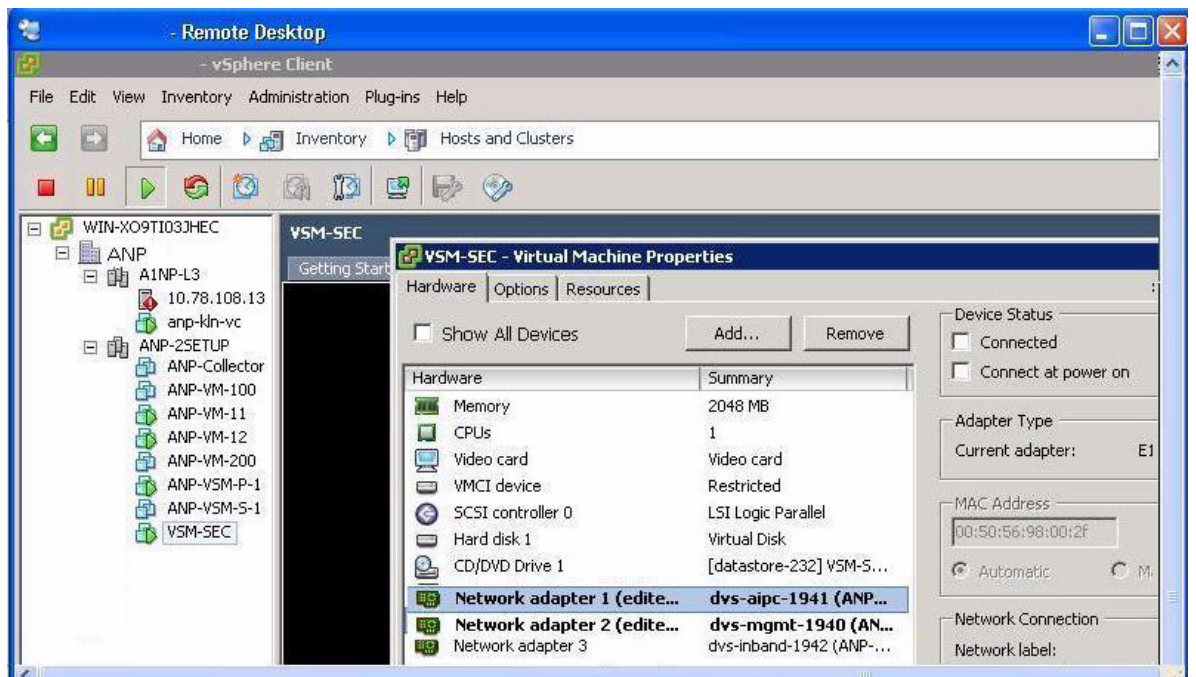 - Remote Desktop
- vSphere Client
File Edit View Inventory Administration Plug-ins Help
Home Inventory Hosts and Clusters
WIN-XO9TI03JHEC
ANP
A1NP-L3
10.78.108.13
anp-kln-vc
ANP-2SETUP
ANP-Collector
ANP-VM-100
ANP-VM-11
ANP-VM-12
ANP-VM-200
ANP-VSM-P-1
ANP-VSM-S-1
VSM-SEC
VSM-SEC
Getting Start
VSM-SEC - Virtual Machine Properties
Hardware Options Resources
Show All Devices Add... Remove
Hardware Summary
Memory 2048 MB
CPUs 1
Video card Video card
VMCI device Restricted
SCSI controller 0 LSI Logic Parallel
Hard disk 1 Virtual Disk
CD/DVD Drive 1 [datastore-232] VSM-S...
Network adapter 1 (edite... dvs-aipc-1941 (ANP...
Network adapter 2 (edite... dvs-mgmt-1940 (AN...
Network adapter 3 dvs-inband-1942 (ANP-...
Device Status
Connected
Connect at power on
Adapter Type
Current adapter: E1
MAC Address
00:50:56:98:00:2f
Automatic M
Network Connection
Network label: